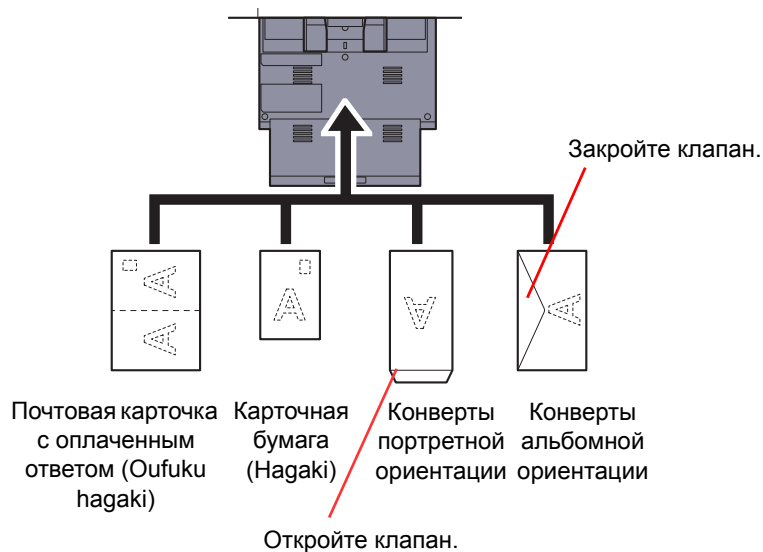 Закройте клапан.
A
A
A
A
A
Почтовая карточка
с оплаченным
ответом (Oufuku
hagaki)
Карточная
бумага
(Hagaki)
Конверты
портретной
ориентации
Конверты
альбомной
ориентации
Откройте клапан.